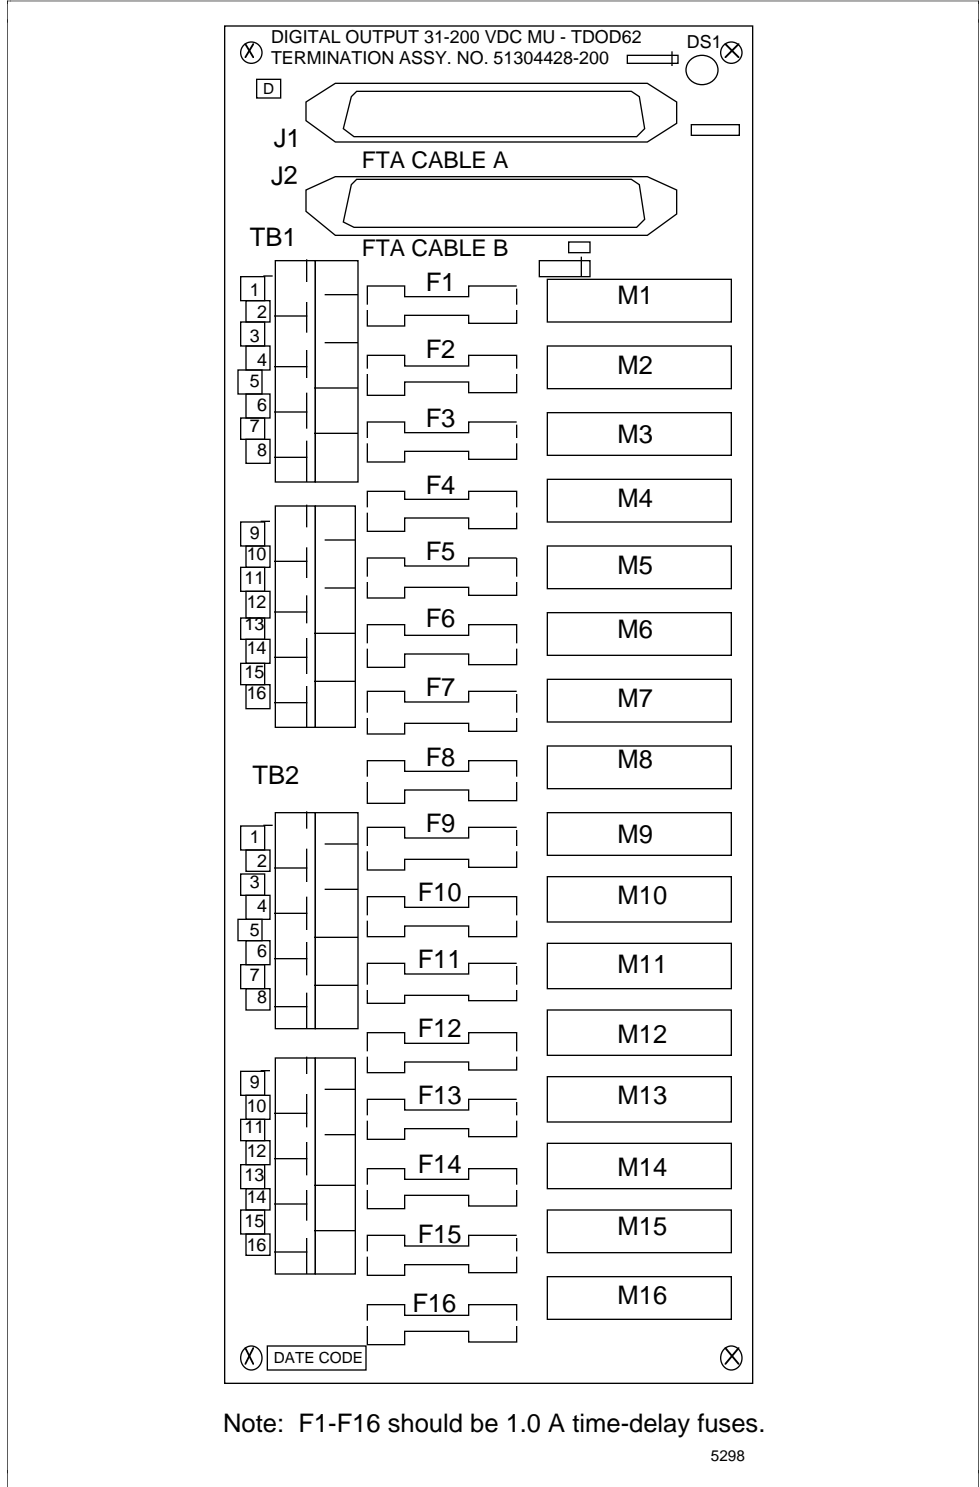 DIGITAL OUTPUT 31-200 VDC MU - TDOD62
TERMINATION ASSY. NO. 51304428-200
DS1
D
J1
FTA CABLE A
J2
FTA CABLE B
TB1
1
2
3
4
5
6
7
8
9
10
11
12
13
14
15
16
TB2
1
2
3
4
5
6
7
8
9
10
11
12
13
14
15
16
F1
F2
F3
F4
F5
F6
F7
F8
F9
F10
F11
F12
F13
F14
F15
F16
M1
M2
M3
M4
M5
M6
M7
M8
M9
M10
M11
M12
M13
M14
M15
M16
DATE CODE
Note: F1-F16 should be 1.0 A time-delay fuses.
5298